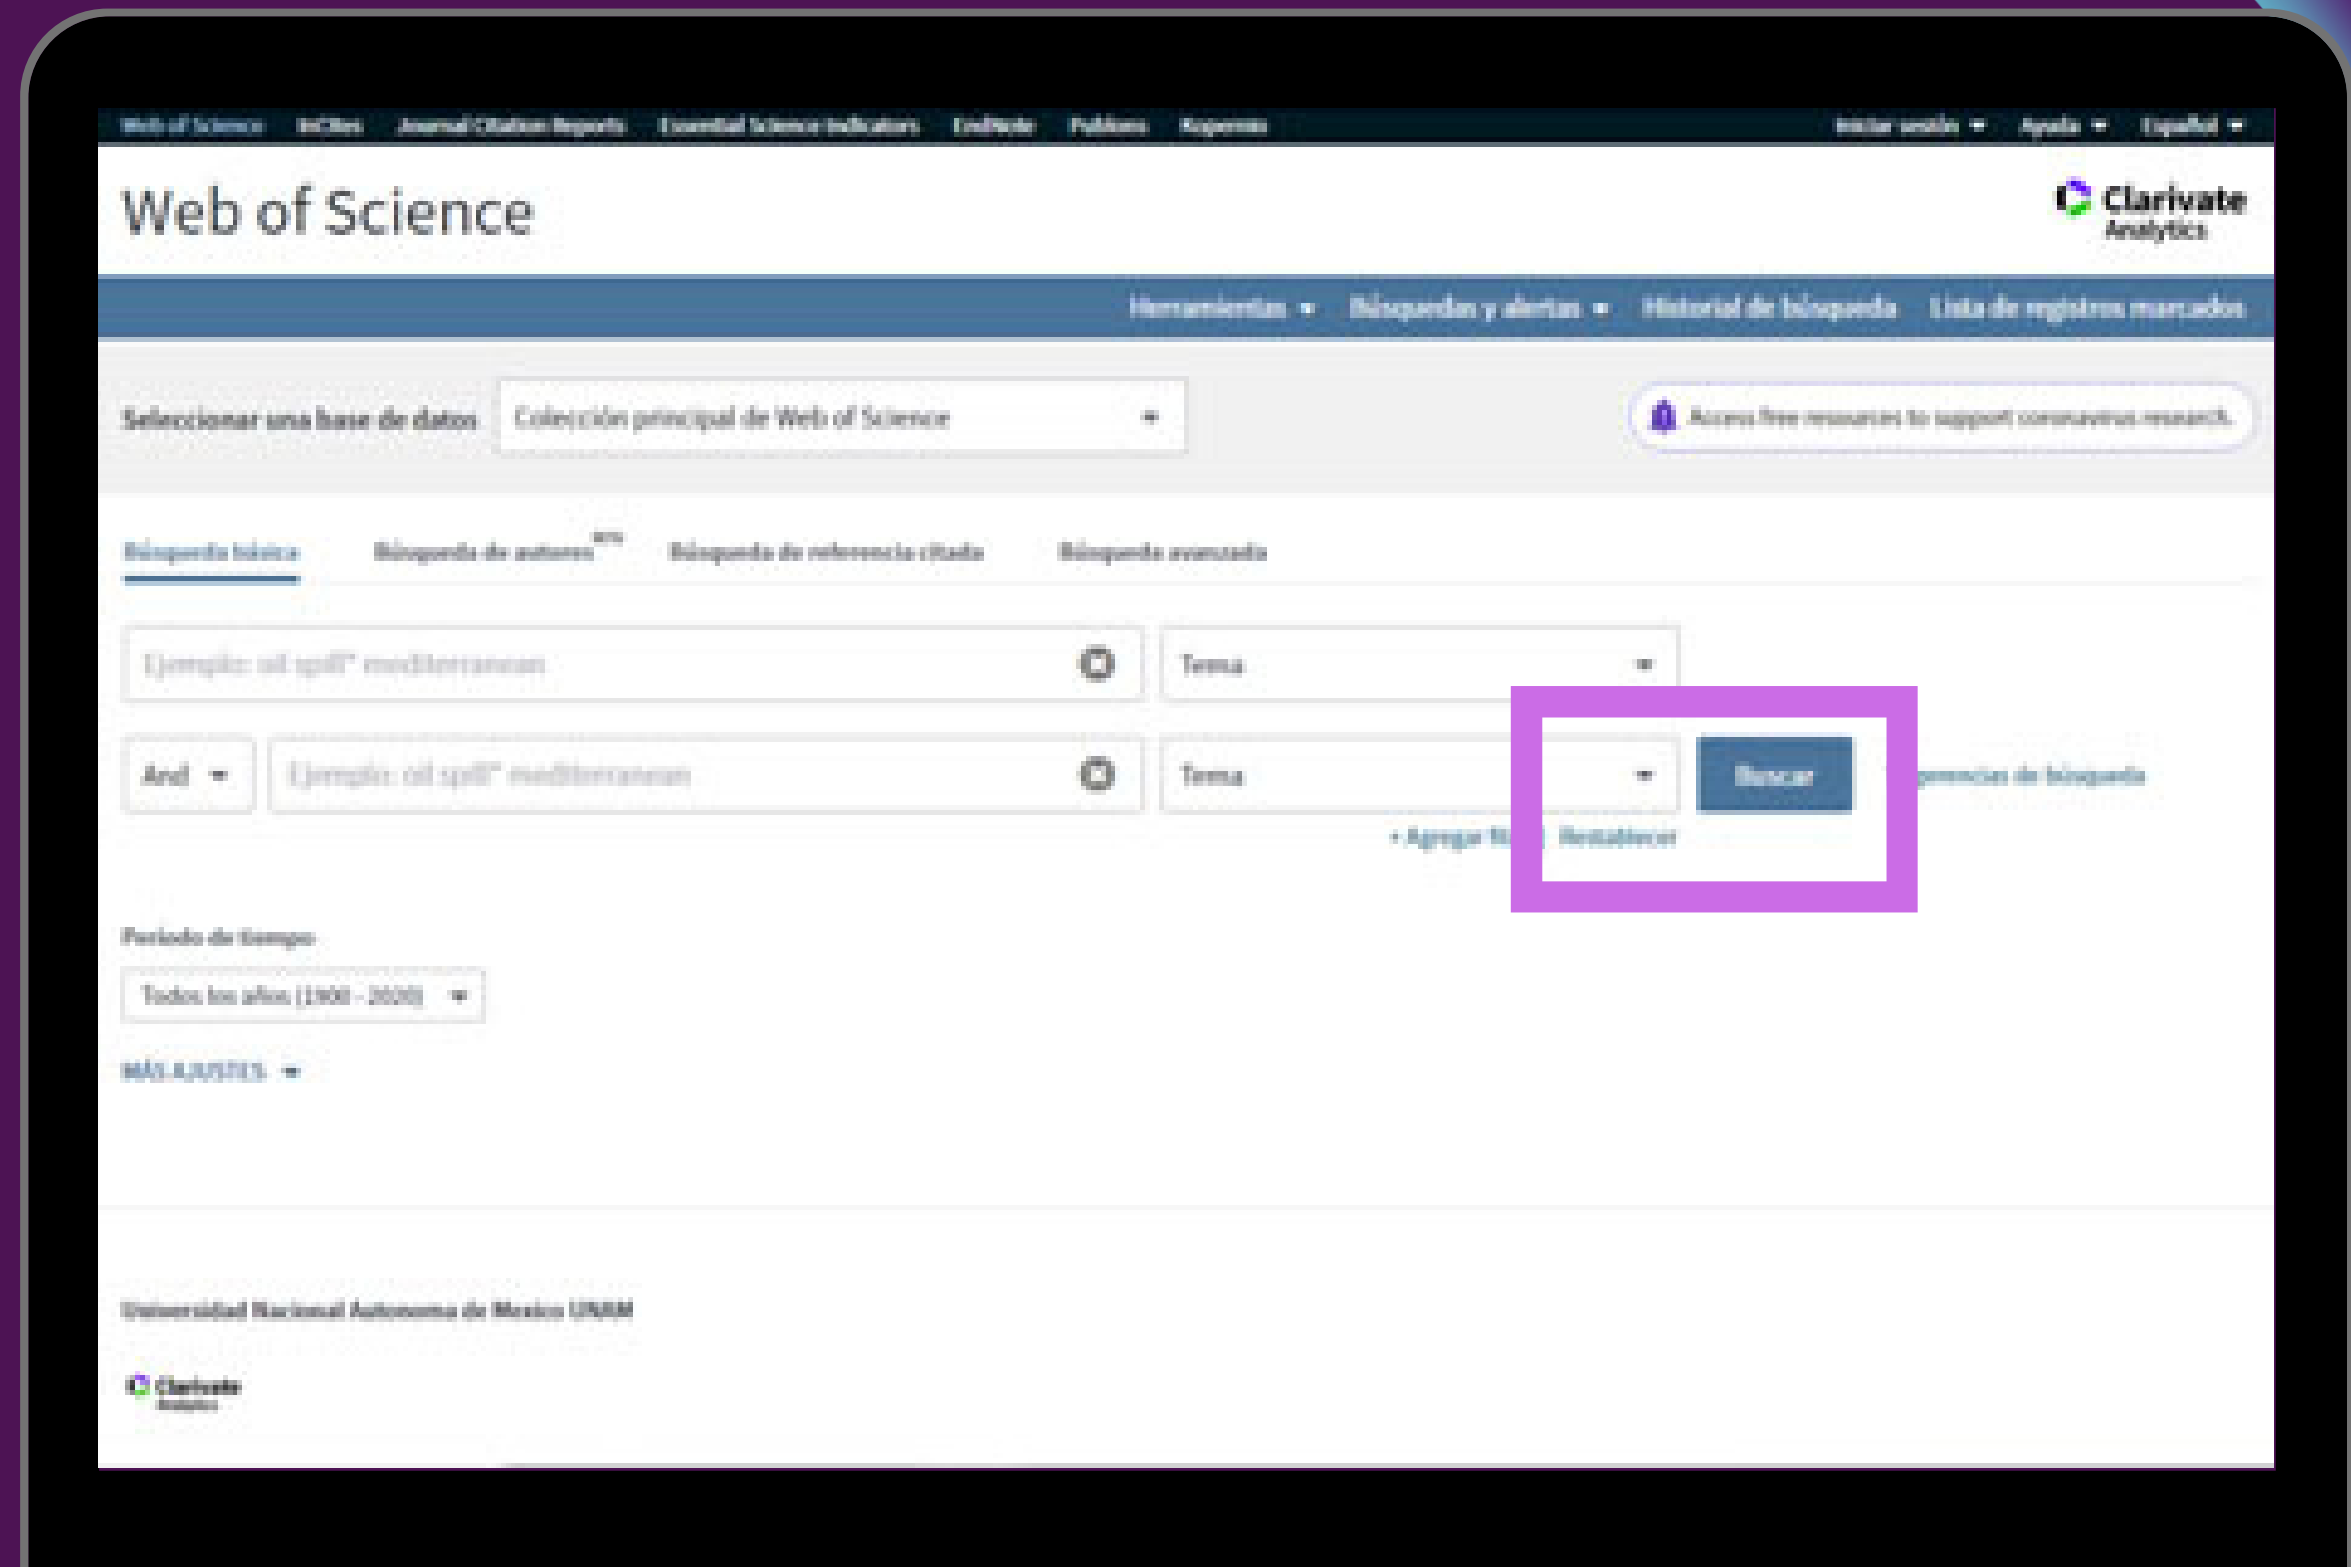 Web of Science InCites Journal Citation Reports Essential Science Indicators EndNote Publons Kopernio Iniciar sesión Ayuda Español
Web of Science
Clarivate
Analytics
Herramientas Búsquedas y alertas Historial de búsqueda Lista de registros marcados
Seleccionar una base de datos Colección principal de Web of Science Access free resources to support coronavirus research.
Búsqueda básica Búsqueda de autores Búsqueda de referencia citada Búsqueda avanzada
Ejemplo: oil spill* mediterranean Tema
And Ejemplo: oil spill* mediterranean Tema Buscar de búsqueda
+ Agregar Restablecer
Periodo de tiempo
Todos los años (1900 - 2020)
MÁS AJUSTES
Universidad Nacional Autonoma de Mexico UNAM
Clarivate
Analytics